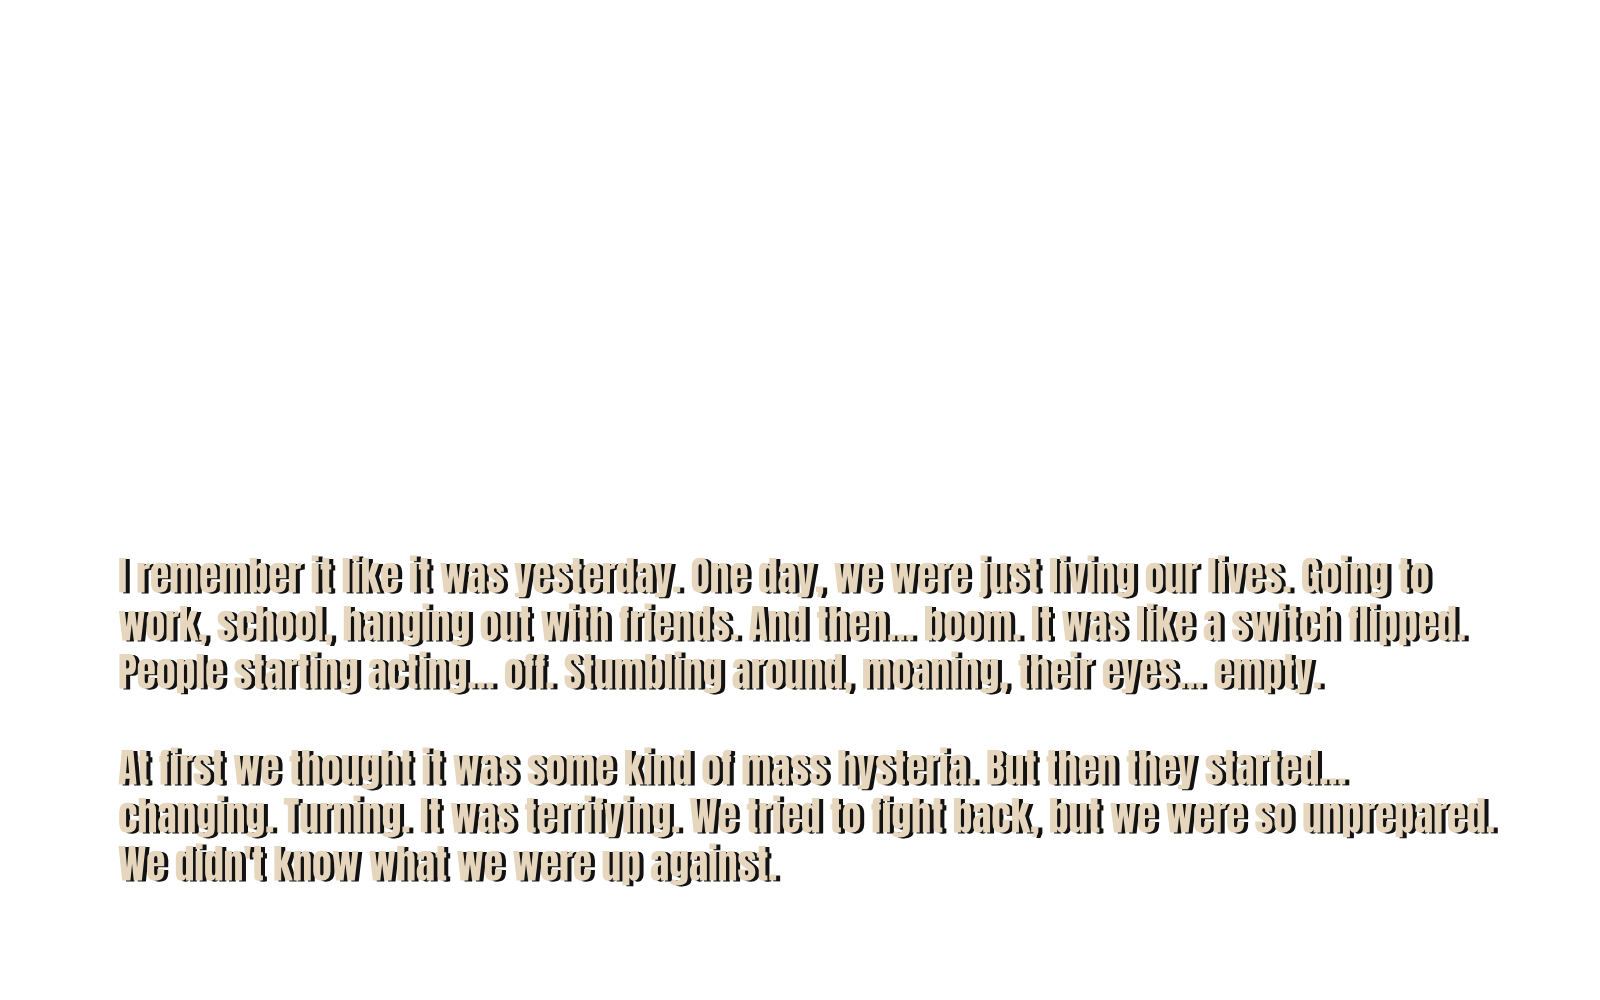 I remember it like it was yesterday. One day, we were just living our lives. Going to
work, school, hanging out with friends. And then... boom. It was like a switch flipped.
People starting acting... off. Stumbling around, moaning, their eyes... empty.
At first we thought it was some kind of mass hysteria. But then they started...
changing. Turning. It was terrifying. We tried to fight back, but we were so unprepared.
We didn't know what we were up against.